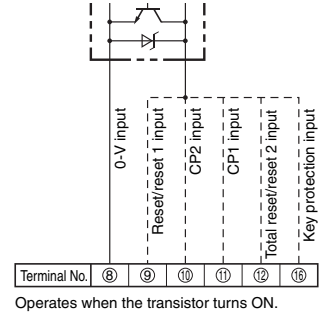 0-V input
Reset/reset 1 input
CP2 input
CP1 input
Total reset/reset 2 input
Key protection input
Terminal No. ⑧ ⑨ ⑩ ⑪ ⑫ ⑯
Operates when the transistor turns ON.